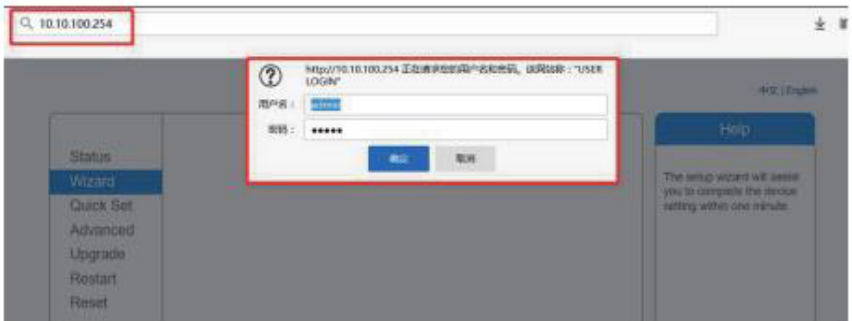 10.10.100.254
http://10.10.100.254 正在请求您的用户名和密码。该网站称:“USER
LOGIN”
用户名:
admin
密码:
•••••
确定
取消
中文 | English
Help
Status
Wizard
Quick Set
Advanced
Upgrade
Restart
Reset
The setup wizard will assist
you to complete the device
setting within one minute.